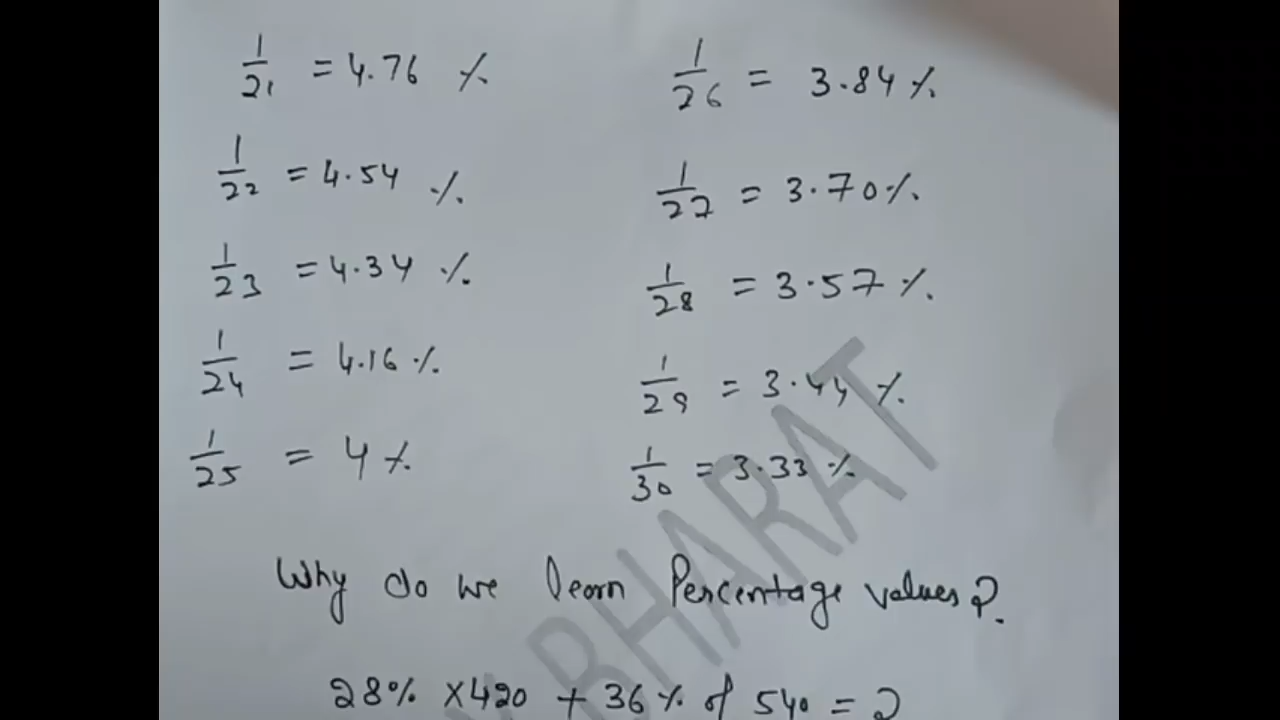 1/21 = 4.76 %
1/22 = 4.54 %
1/23 = 4.34 %
1/24 = 4.16 %
1/25 = 4 %
1/26 = 3.84 %
1/27 = 3.70 %
1/28 = 3.57 %
1/29 = 3.44 %
1/30 = 3.33 %
Why do we learn Percentage values?
28% X420 + 36 % of 540 = ?
BHARAT